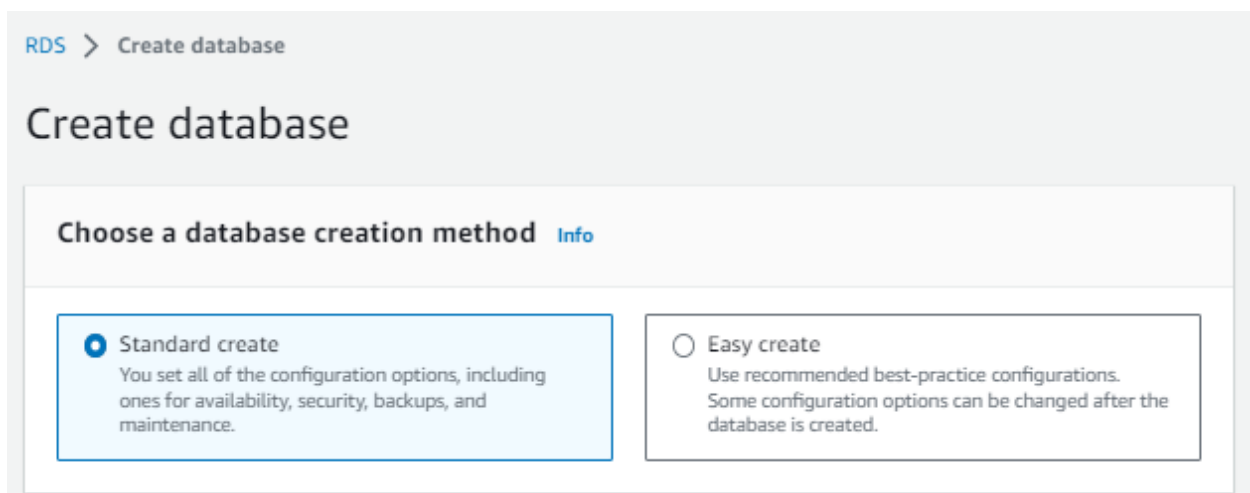 RDS > Create database
Create database
Choose a database creation method Info
Standard create
You set all of the configuration options, including
ones for availability, security, backups, and
maintenance.
Easy create
Use recommended best-practice configurations.
Some configuration options can be changed after the
database is created.